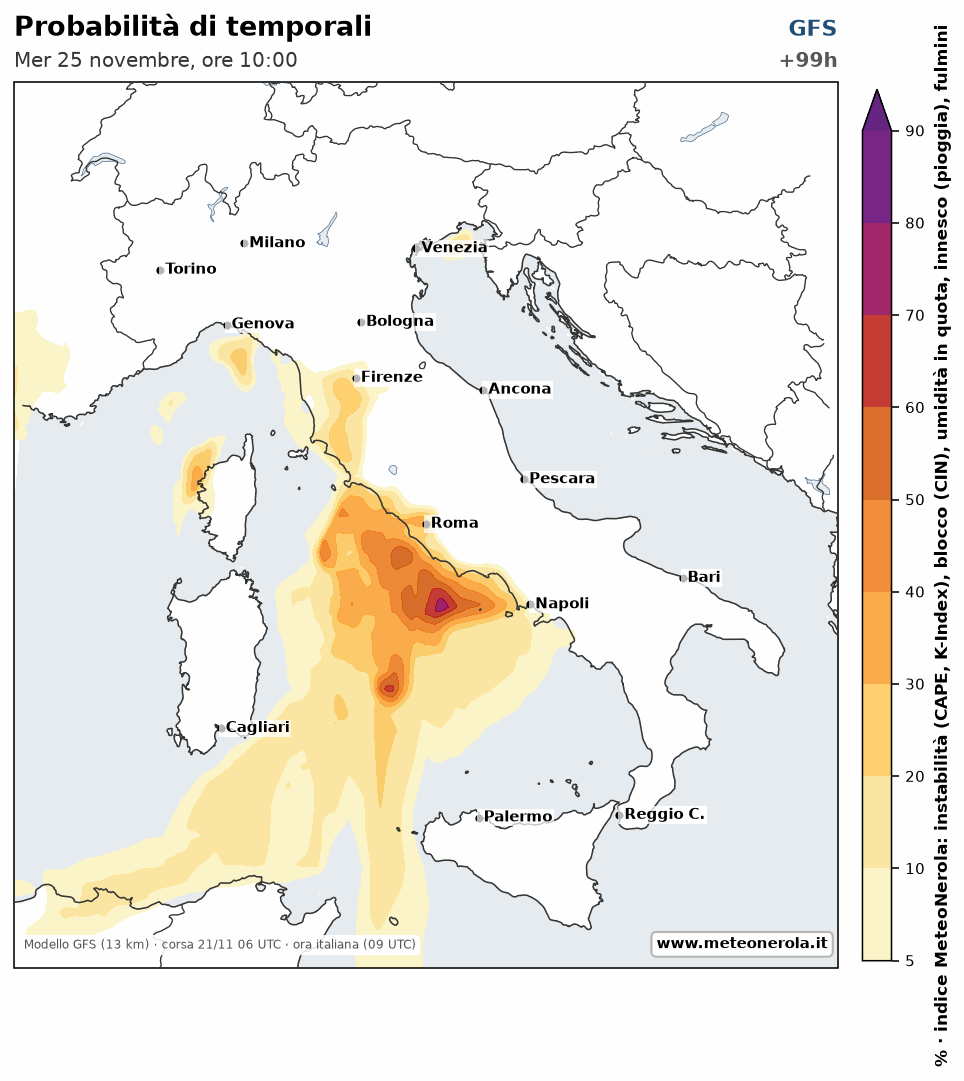 Probabilità di temporali
GFS
Mer 25 novembre, ore 10:00
+99h
Milano
Venezia
Torino
Genova
Bologna
Firenze
Ancona
Pescara
Roma
Bari
Napoli
Cagliari
Palermo
Reggio C.
Modello GFS (13 km) · corsa 21/11 06 UTC · ora italiana (09 UTC)
www.meteonerola.it
90
80
70
60
50
40
30
20
10
5
% · indice MeteoNerola: instabilità (CAPE, K-Index), blocco (CIN), umidità in quota, innesco (pioggia), fulmini